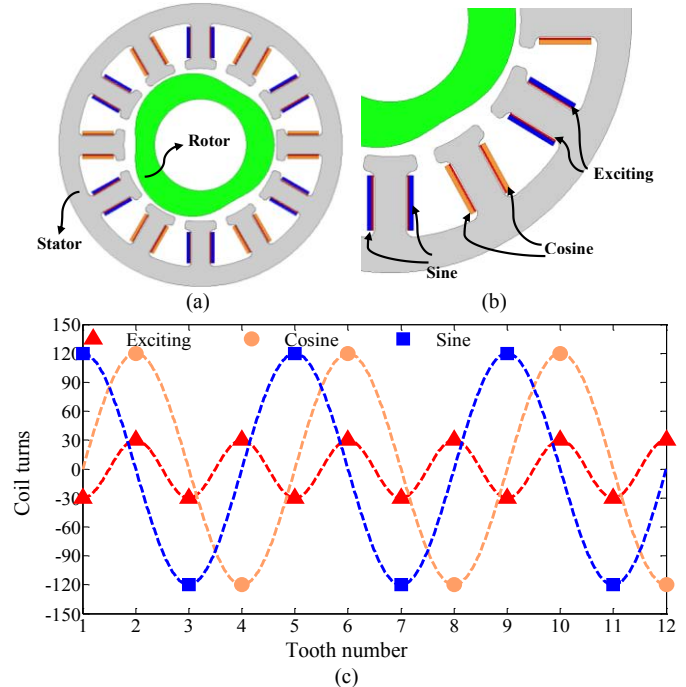 Rotor
Stator
(a)
Exciting
Cosine
Sine
(b)
Exciting Cosine Sine
150
120
90
60
30
0
-30
-60
-90
-120
-150
Coil turns
1 2 3 4 5 6 7 8 9 10 11 12
Tooth number
(c)